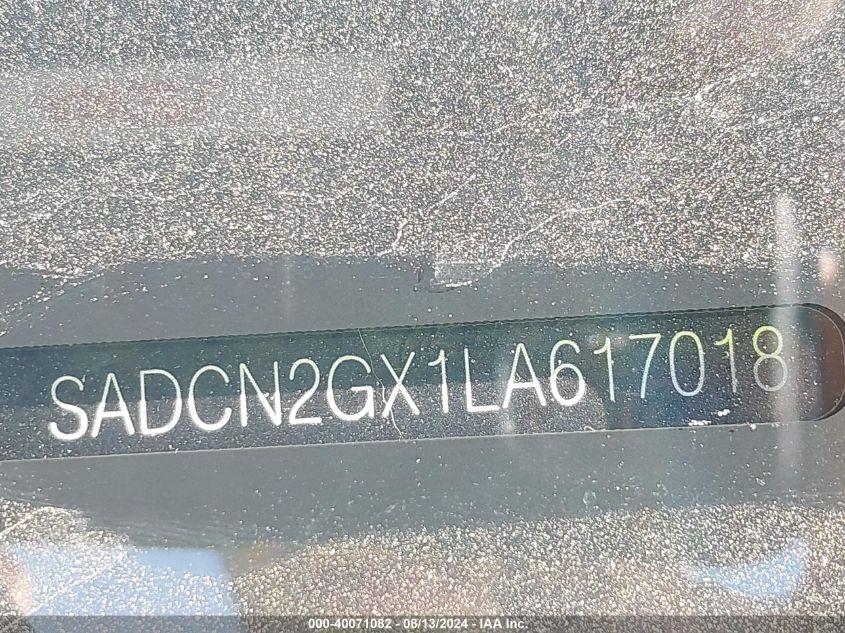 SADCN2GX1LA617018
000-40071082 - 08/13/2024 - IAA Inc.